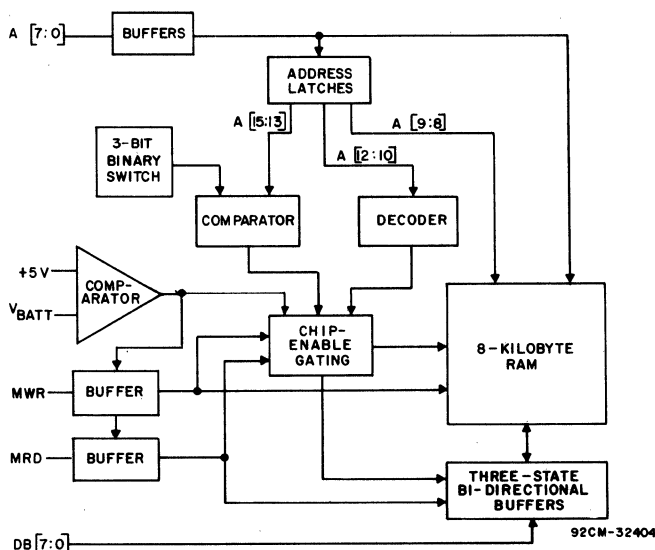 A [7:0]
BUFFERS
ADDRESS
LATCHES
A [15:13]
A [12:10]
A [9:8]
3-BIT
BINARY
SWITCH
COMPARATOR
DECODER
+5V
VBATT
COMP-
ARATOR
CHIP-
ENABLE
GATING
8-KILOBYTE
RAM
MWR
BUFFER
MRD
BUFFER
THREE-STATE
BI-DIRECTIONAL
BUFFERS
92CM-32404
DB [7:0]